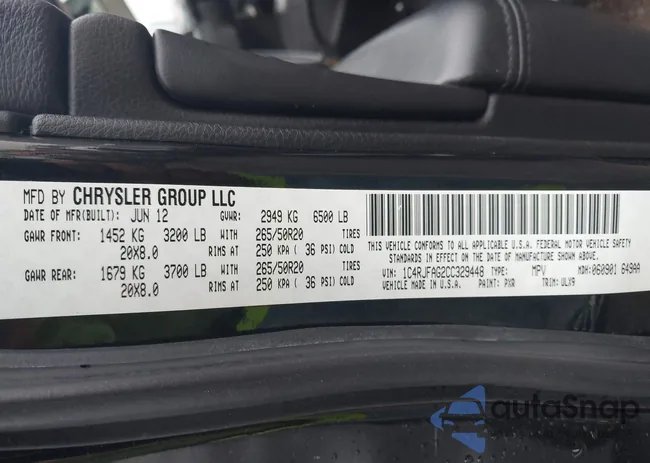 MFD BY CHRYSLER GROUP LLC
DATE OF MFR(BUILT): JUN 12 GVWR: 2949 KG 6500 LB
GAWR FRONT: 1452 KG 3200 LB 265/50R20 TIRES
20X8.0 RIMS AT 250 KPA ( 36 PSI) COLD
GAWR REAR: 1679 KG 3700 LB 265/50R20 TIRES
20X8.0 RIMS AT 250 KPA ( 36 PSI) COLD
THIS VEHICLE CONFORMS TO ALL APPLICABLE U.S.A. FEDERAL MOTOR VEHICLE SAFETY
STANDARDS IN EFFECT ON THE DATE OF MANUFACTURE SHOWN ABOVE.
VIN: 1C4RJFAG2CC329448 TYPE: MPV MDH:060901 649AA
VEHICLE MADE IN U.S.A. PAINT: PXR TRIM: ULX9
autoSnap